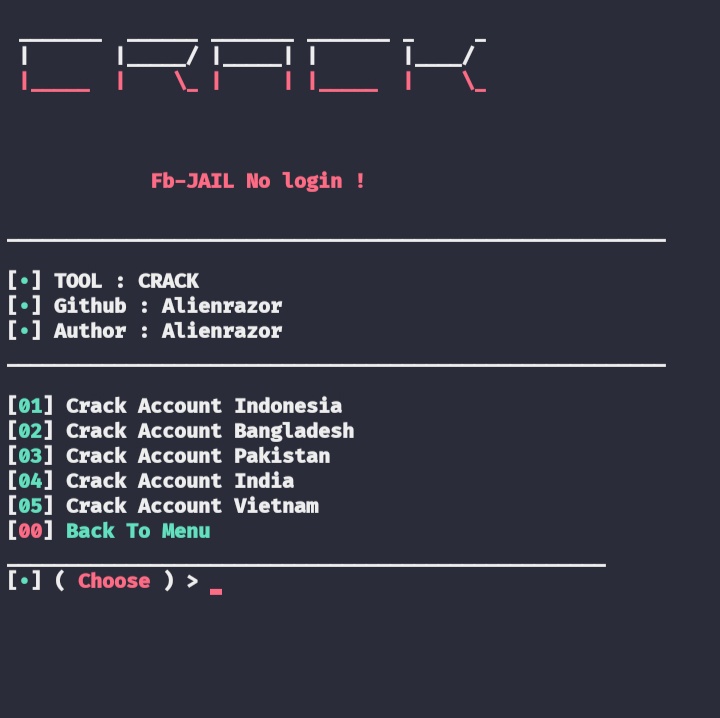 CRACK
Fb-JAIL No login !
[•] TOOL : CRACK
[•] Github : Alienrazor
[•] Author : Alienrazor
[01] Crack Account Indonesia
[02] Crack Account Bangladesh
[03] Crack Account Pakistan
[04] Crack Account India
[05] Crack Account Vietnam
[00] Back To Menu
[•] ( Choose ) > _